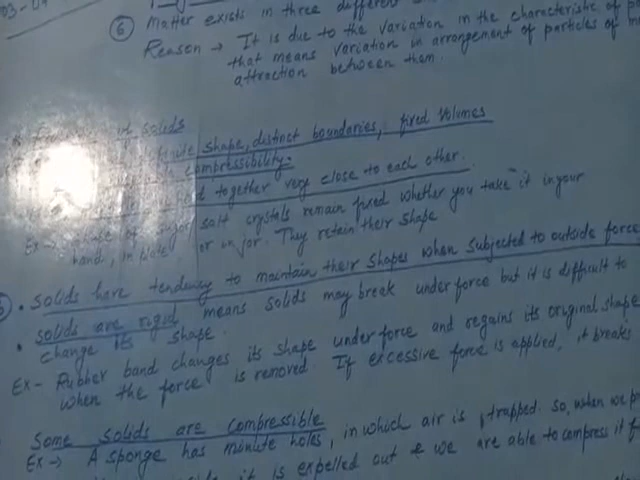 ⑥ Matter exists in three different
Reason → It is due to the variation in the characteristic of
that means variation in arrangement of particles of
attraction between them.
of solids
shape, distinct boundaries, fixed volumes
compressibility.
together very close to each other.
Ex → shape of sugar, salt crystals remain fixed whether you take it in your
hand, in plate or in jar. They retain their shape
• Solids have tendency to maintain their shapes when subjected to outside force
• Solids are rigid means solids may break under force but it is difficult to
change its shape.
Ex - Rubber band changes its shape under force and regains its original shape
when the force is removed. If excessive force is applied, it breaks
Some solids are compressible
Ex → A sponge has minute holes, in which air is trapped. So, when we
it is expelled out & we are able to compress it